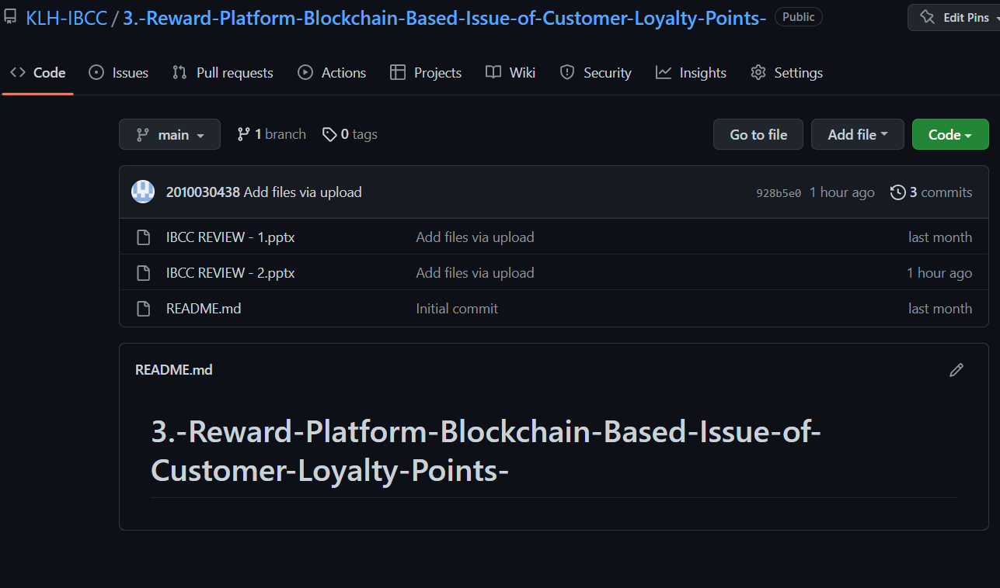 KLH-IBCC / 3.-Reward-Platform-Blockchain-Based-Issue-of-Customer-Loyalty-Points- Public Edit Pins
Code Issues Pull requests Actions Projects Wiki Security Insights Settings
main 1 branch 0 tags Go to file Add file Code
2010030438 Add files via upload 928b5e0 1 hour ago 3 commits
IBCC REVIEW - 1.pptx Add files via upload last month
IBCC REVIEW - 2.pptx Add files via upload 1 hour ago
README.md Initial commit last month
README.md
3.-Reward-Platform-Blockchain-Based-Issue-of-
Customer-Loyalty-Points-